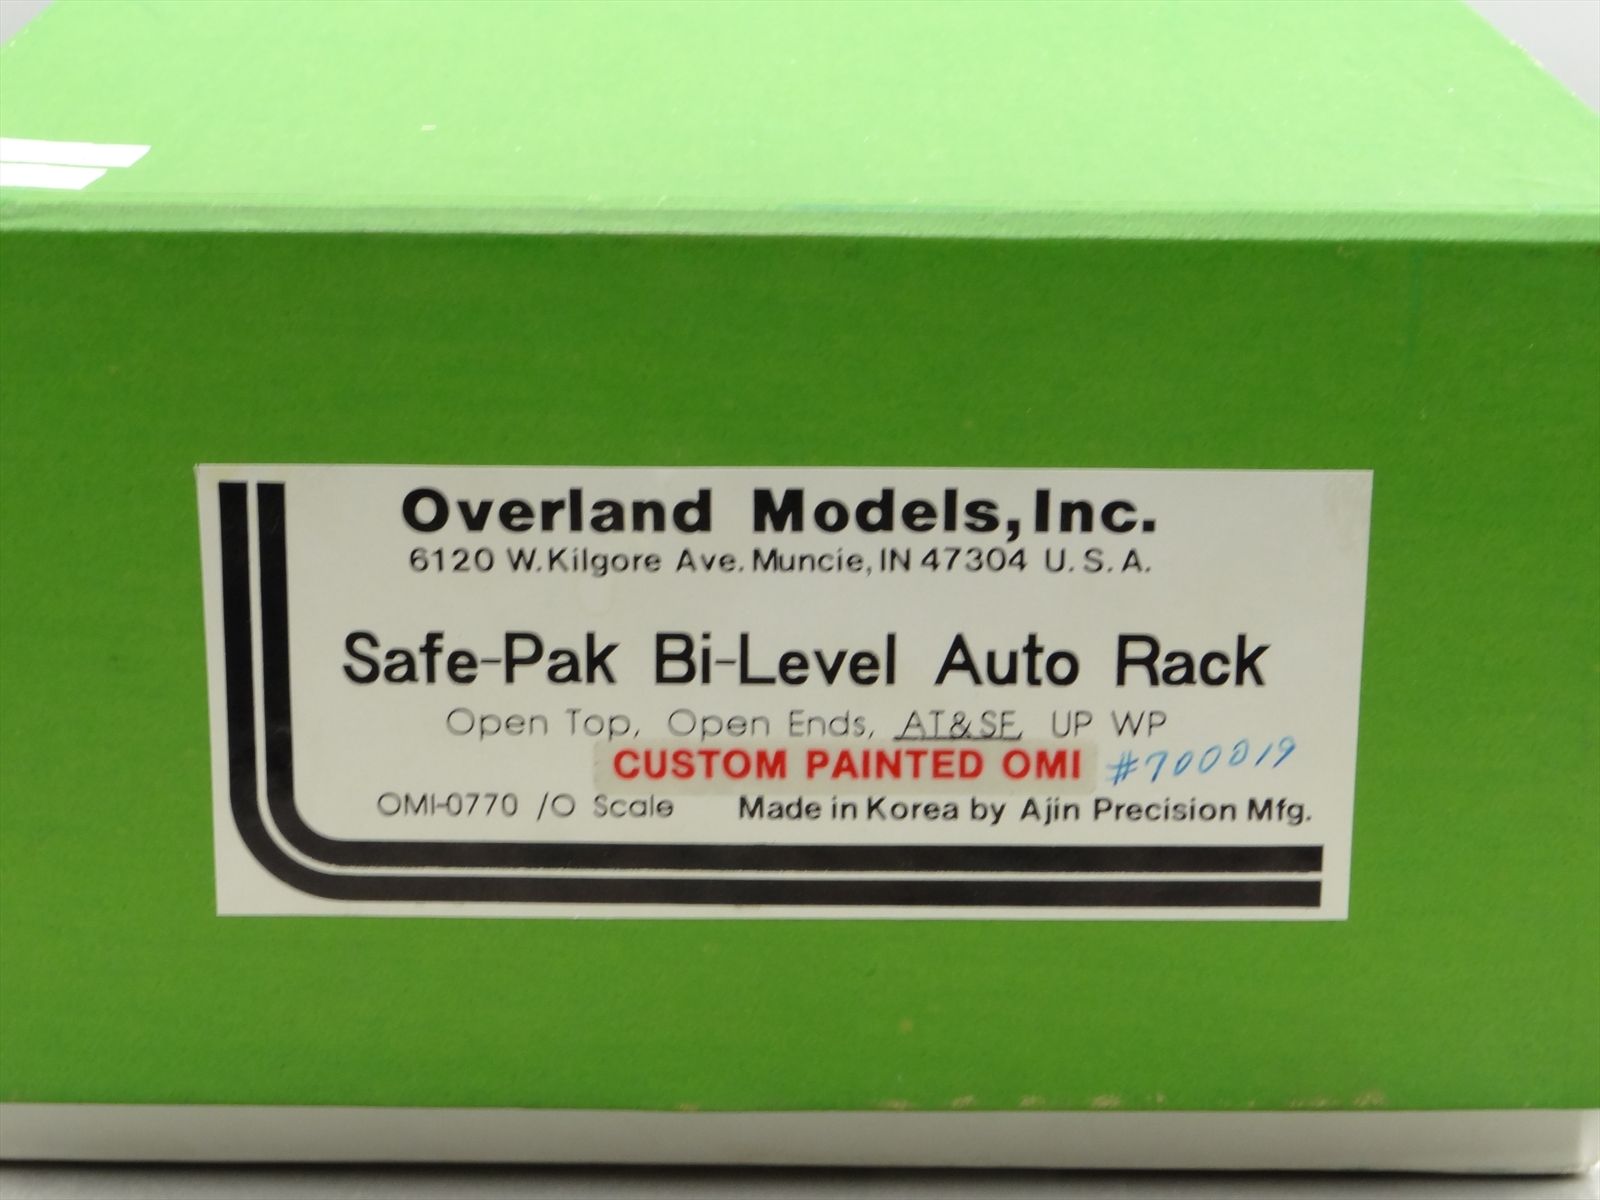 Overland Models, Inc.
6120 W. Kilgore Ave. Muncie, IN 47304 U.S.A.
Safe-Pak Bi-Level Auto Rack
Open Top, Open Ends, AT&SF, UP WP
CUSTOM PAINTED OMI #700019
OMI-0770 /O Scale Made in Korea by Ajin Precision Mfg.